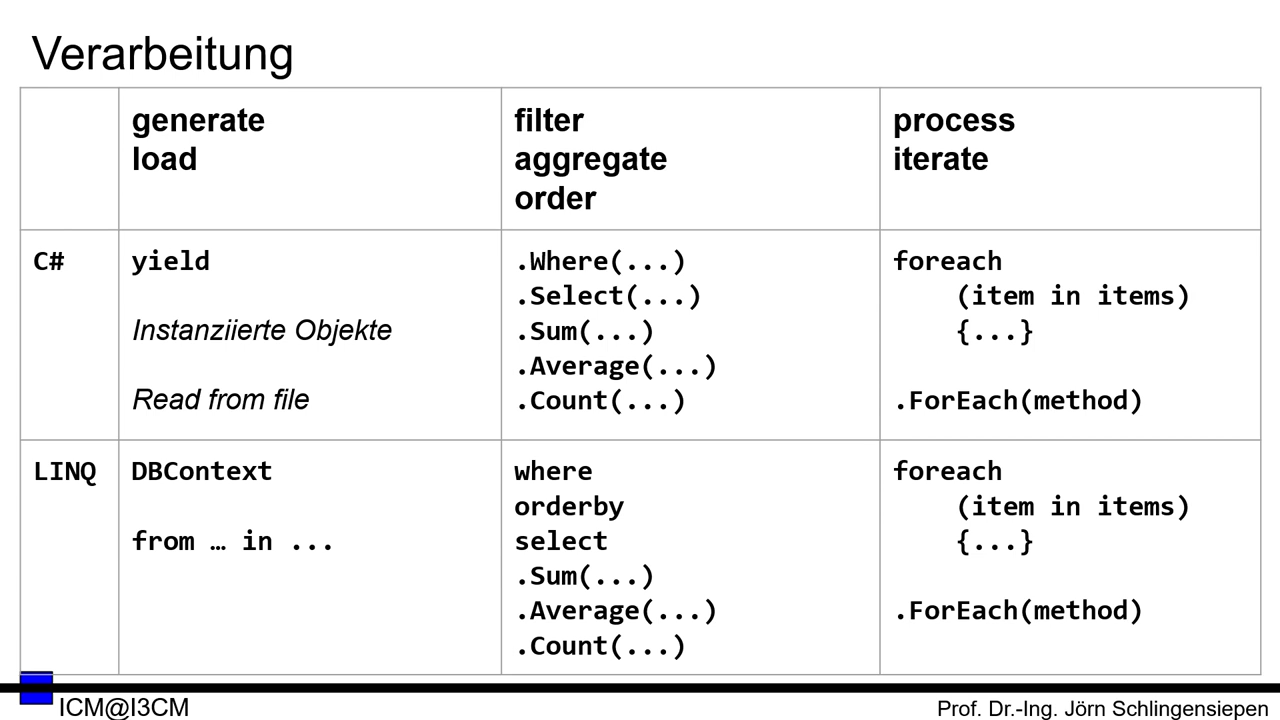 Verarbeitung
generate
load
filter
aggregate
order
process
iterate
C#
yield
Instanziierte Objekte
Read from file
.Where(...)
.Select(...)
.Sum(...)
.Average(...)
.Count(...)
foreach
(item in items)
{...}
.ForEach(method)
LINQ
DBContext
from … in ...
where
orderby
select
.Sum(...)
.Average(...)
.Count(...)
foreach
(item in items)
{...}
.ForEach(method)
ICM@I3CM
Prof. Dr.-Ing. Jörn Schlingensiepen